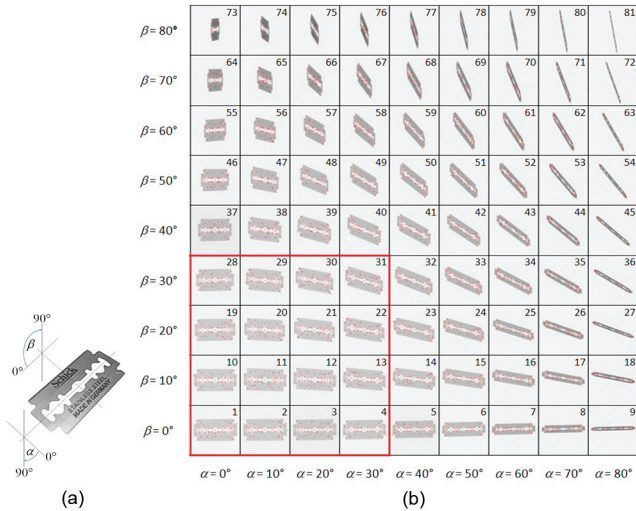 β = 80° 73 74 75 76 77 78 79 80 81
β = 70° 64 65 66 67 68 69 70 71 72
β = 60° 55 56 57 58 59 60 61 62 63
β = 50° 46 47 48 49 50 51 52 53 54
β = 40° 37 38 39 40 41 42 43 44 45
β = 30° 28 29 30 31 32 33 34 35 36
β = 20° 19 20 21 22 23 24 25 26 27
β = 10° 10 11 12 13 14 15 16 17 18
β = 0° 1 2 3 4 5 6 7 8 9
α = 0° α = 10° α = 20° α = 30° α = 40° α = 50° α = 60° α = 70° α = 80°
90°
β
0°
Schick
STAINLESS STEEL
MADE IN GERMANY
α
0°
90°
(a) (b)